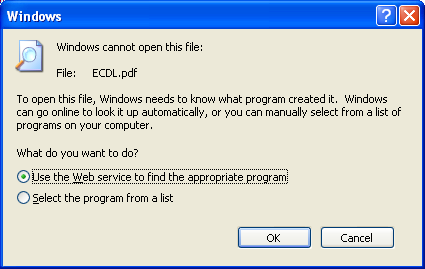 Windows
Windows cannot open this file:
File: ECDL.pdf
To open this file, Windows needs to know what program created it. Windows
can go online to look it up automatically, or you can manually select from a list of
programs on your computer.
What do you want to do?
Use the Web service to find the appropriate program
Select the program from a list
OK Cancel